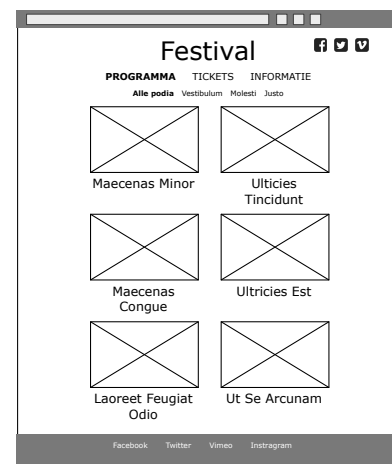 Festival
PROGRAMMA TICKETS INFORMATIE
Alle podia Vestibulum Molesti Justo
Maecenas Minor
Ulticies
Tincidunt
Maecenas
Congue
Ultricies Est
Laoreet Feugiat
Odio
Ut Se Arcunam
Facebook Twitter Vimeo Instragram